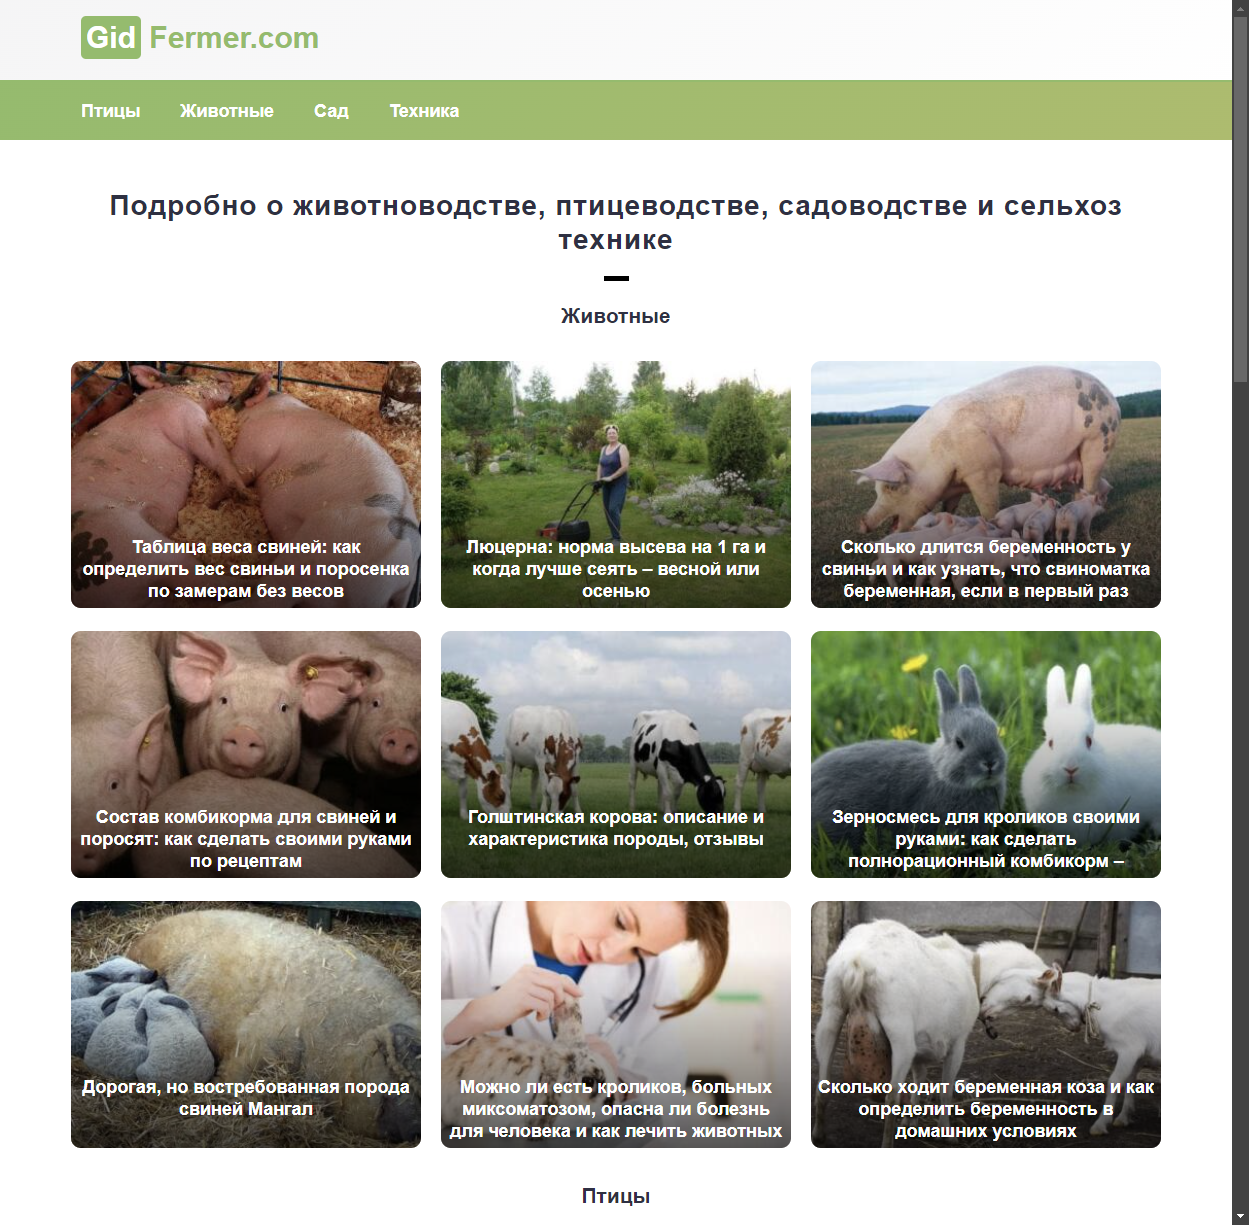 Gid Fermer.com
Птицы Животные Сад Техника
Подробно о животноводстве, птицеводстве, садоводстве и сельхоз
технике
Животные
Таблица веса свиней: как
определить вес свиньи и поросенка
по замерам без весов
Люцерна: норма высева на 1 га и
когда лучше сеять – весной или
осенью
Сколько длится беременность у
свиньи и как узнать, что свиноматка
беременная, если в первый раз
Состав комбикорма для свиней и
поросят: как сделать своими руками
по рецептам
Голштинская корова: описание и
характеристика породы, отзывы
Зерносмесь для кроликов своими
руками: как сделать
полнорационный комбикорм –
Дорогая, но востребованная порода
свиней Мангал
Можно ли есть кроликов, больных
миксоматозом, опасна ли болезнь
для человека и как лечить животных
Сколько ходит беременная коза и как
определить беременность в
домашних условиях
Птицы